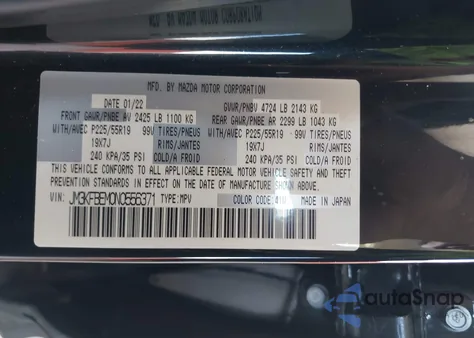 MFD. BY MAZDA MOTOR CORPORATION
DATE 01/22 GVWR/PNBV 4724 LB 2143 KG
FRONT GAWR/PNBE AV 2425 LB 1100 KG REAR GAWR/PNBE AR 2299 LB 1043 KG
WITH/AVEC P225/55R19 99V TIRES/PNEUS WITH/AVEC P225/55R19 99V TIRES/PNEUS
19X7J RIMS/JANTES 19X7J RIMS/JANTES
240 KPA/35 PSI COLD/A FROID 240 KPA/35 PSI COLD/A FROID
THIS VEHICLE CONFORMS TO ALL APPLICABLE FEDERAL MOTOR VEHICLE SAFETY AND THEFT
PREVENTION STANDARDS IN EFFECT ON THE DATE OF MANUFACTURE SHOWN ABOVE.
VIN: JM3KFBEM0N0556371 TYPE:MPV COLOR CODE: 41W MADE IN JAPAN
autoSnap